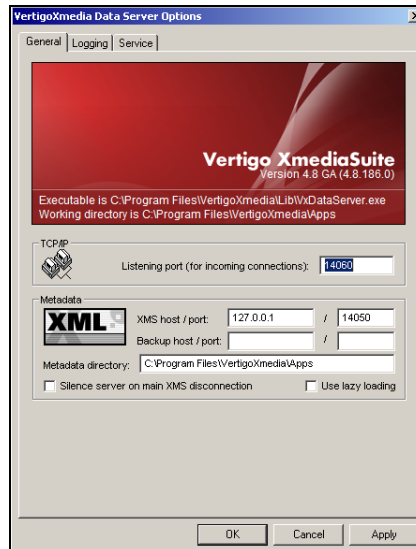 VertigoXmedia Data Server Options
General Logging Service
Vertigo XmediaSuite
Version 4.8 GA (4.8.186.0)
Executable is C:\Program Files\VertigoXmedia\Lib\VxDataServer.exe
Working directory is C:\Program Files\VertigoXmedia\Apps
TCP/IP
Listening port (for incoming connections): 14060
Metadata
XML
XMS host / port: 127.0.0.1 / 14050
Backup host / port: /
Metadata directory: C:\Program Files\VertigoXmedia\Apps
Silence server on main XMS disconnection Use lazy loading
OK Cancel Apply